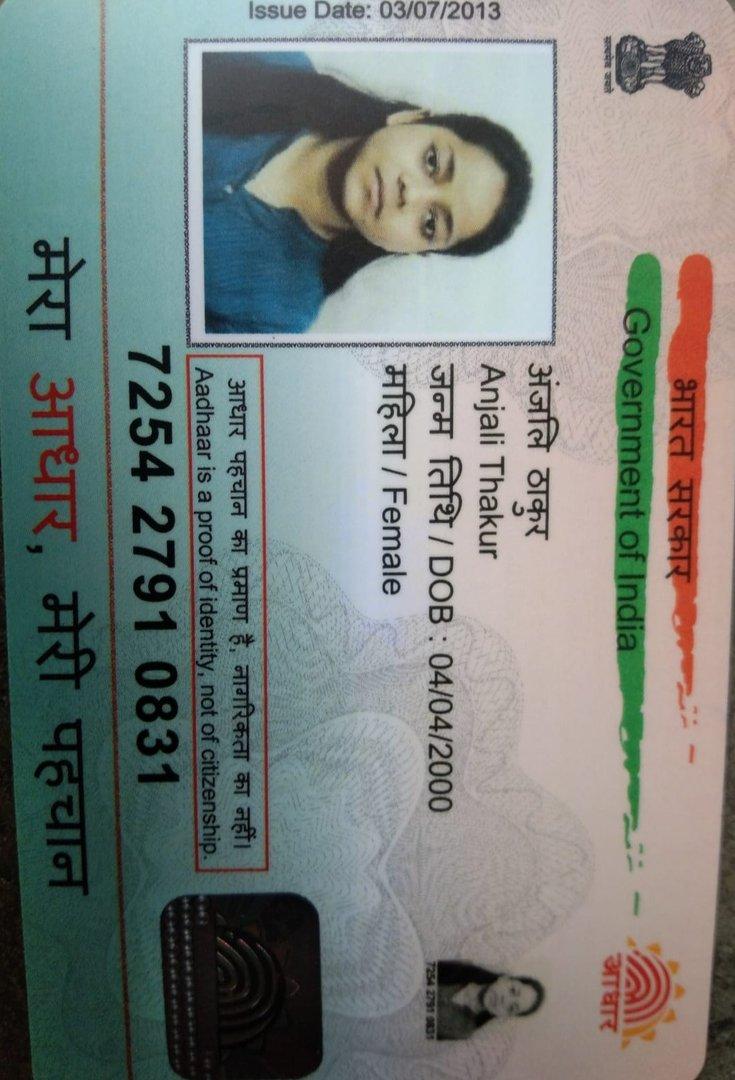 Issue Date: 03/07/2013
सत्यमेव जयते
भारत सरकार
Government of India
आधार
अंजलि ठाकुर
Anjali Thakur
जन्म तिथि / DOB : 04/04/2000
महिला / Female
7254 2791 0831
आधार पहचान का प्रमाण है, नागरिकता का नहीं।
Aadhaar is a proof of identity, not of citizenship.
7254 2791 0831
मेरा आधार, मेरी पहचान